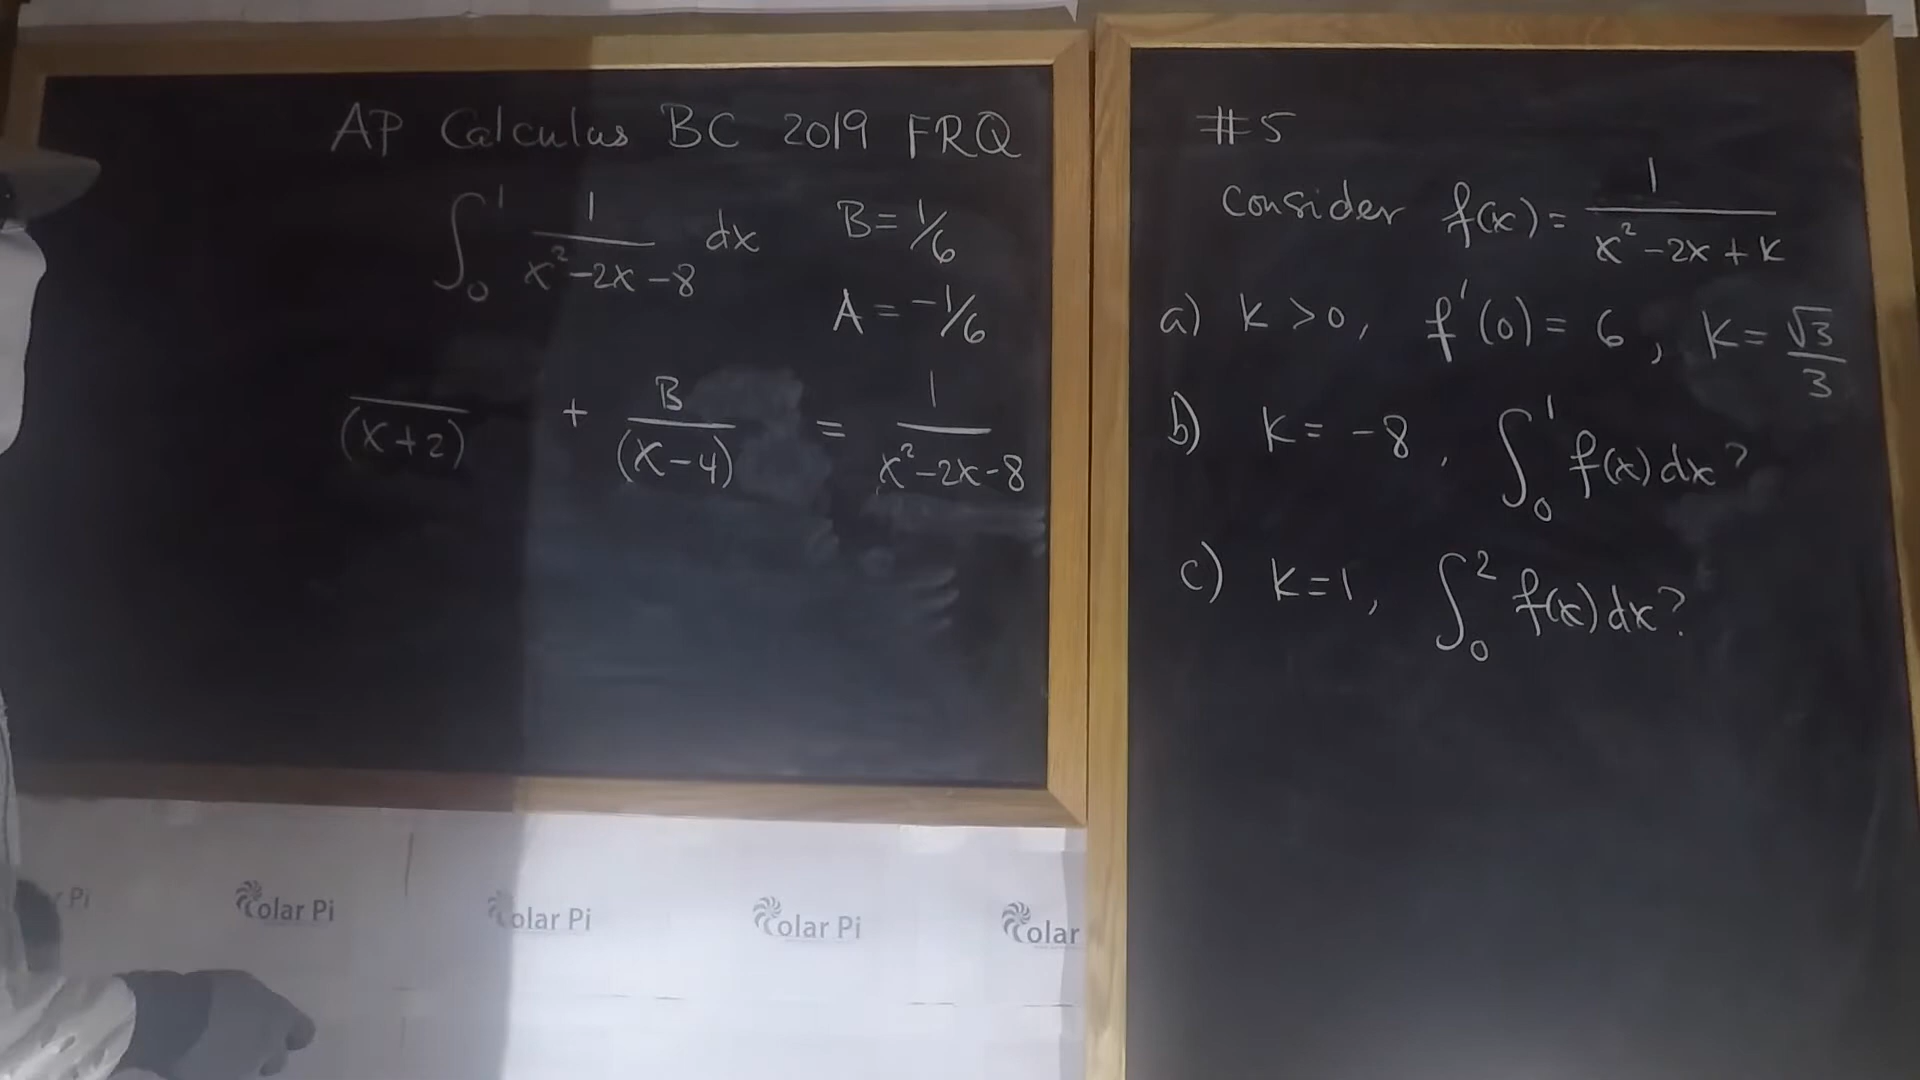 AP Calculus BC 2019 FRQ
∫₀¹ 1/(x²-2x-8) dx B = 1/6
A = -1/6
/(x+2) + B/(x-4) = 1/(x²-2x-8)
#5
Consider f(x) = 1/(x²-2x+k)
a) k>0, f'(0) = 6, k = √3/3
b) k = -8, ∫₀¹ f(x)dx?
c) k=1, ∫₀² f(x)dx?
r Pi
Colar Pi
Colar Pi
Colar Pi
Colar